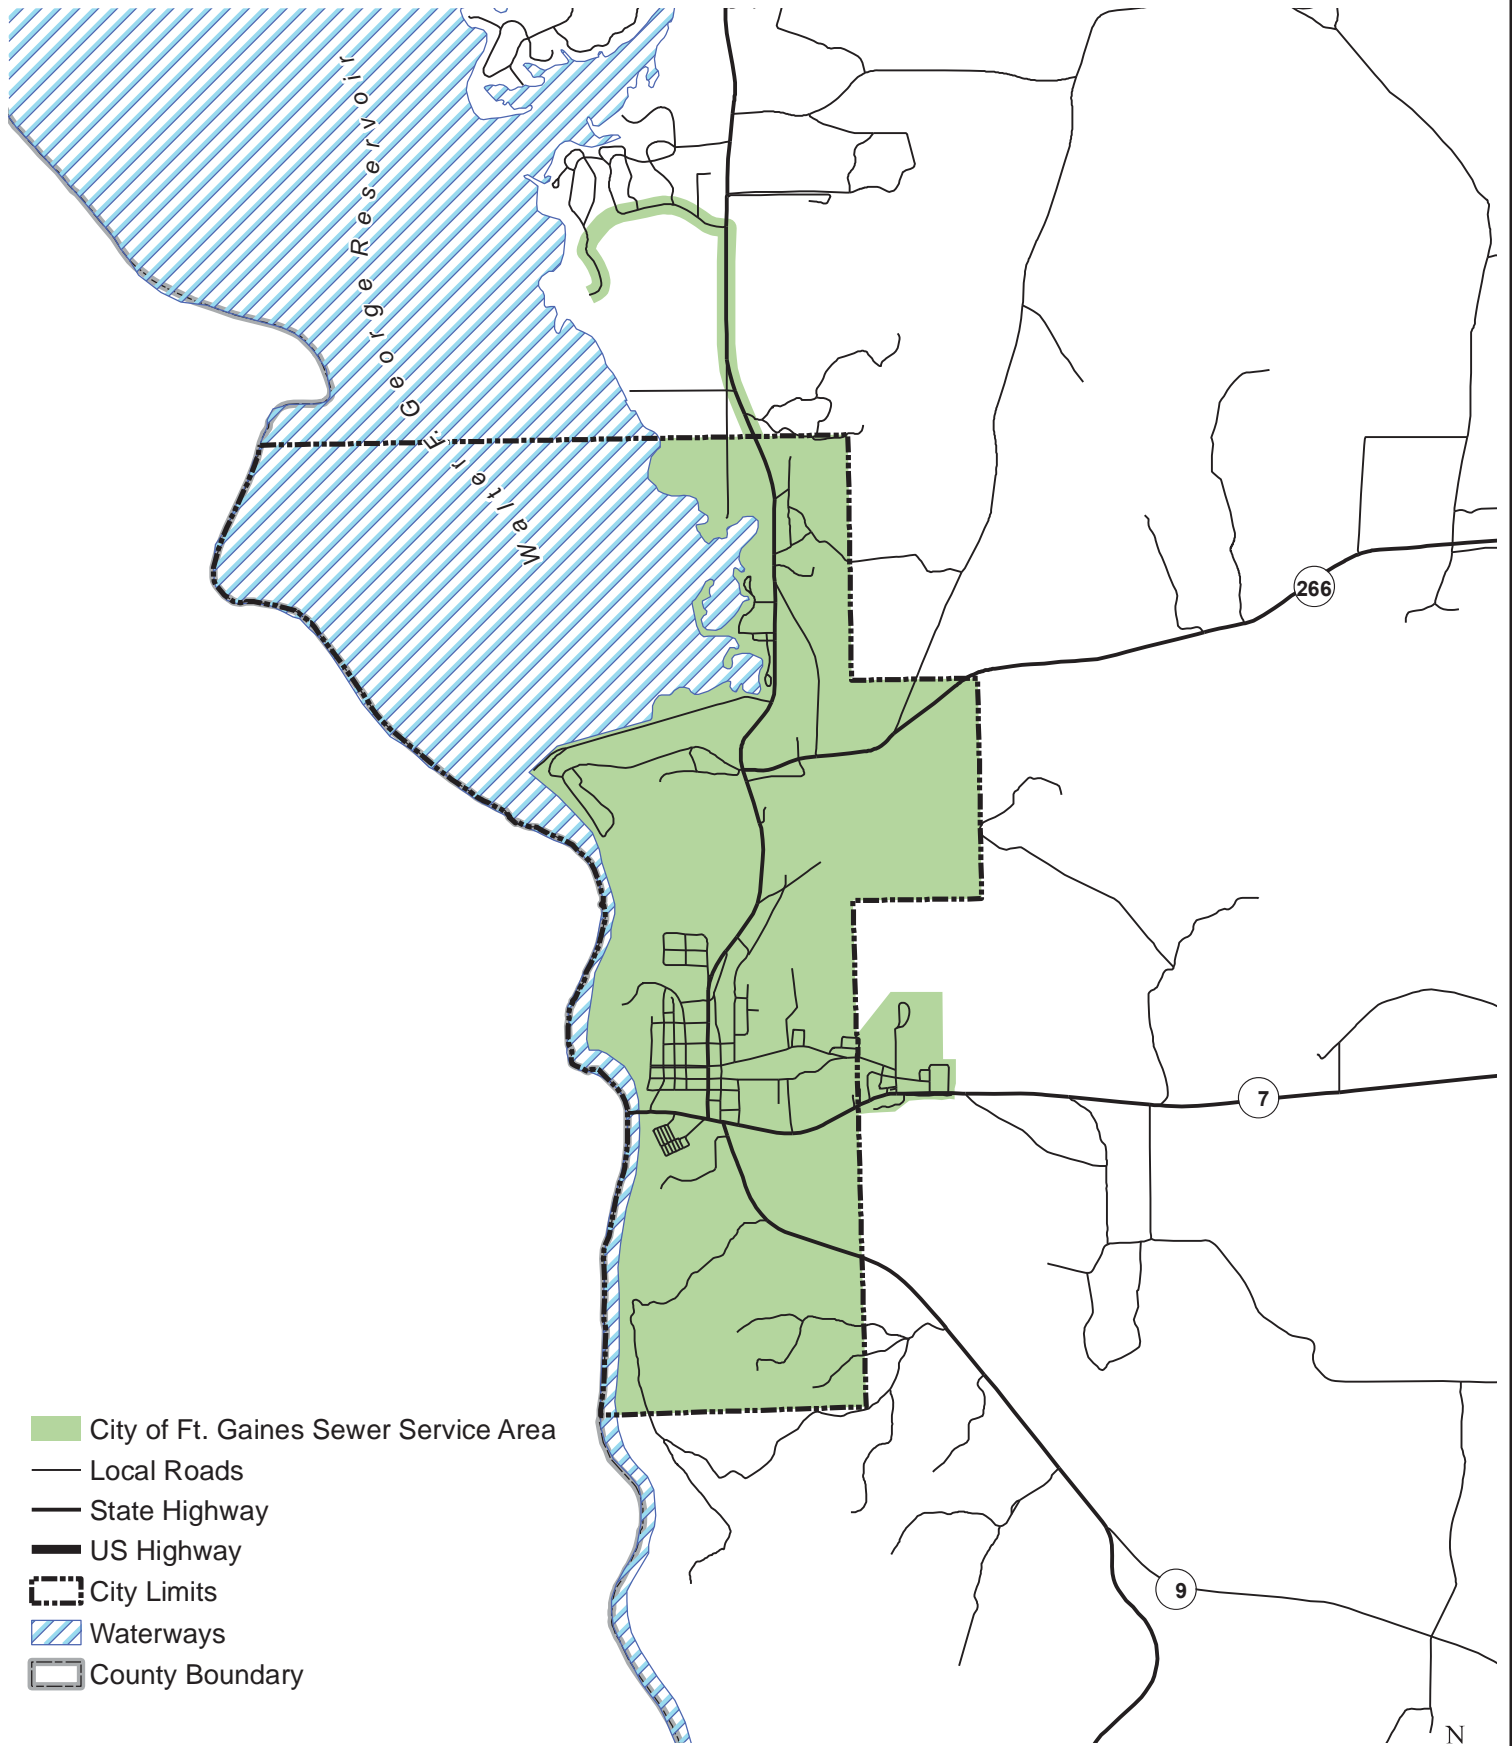 Walter F. George Reservoir
266
7
9
City of Ft. Gaines Sewer Service Area
Local Roads
State Highway
US Highway
City Limits
Waterways
County Boundary
N